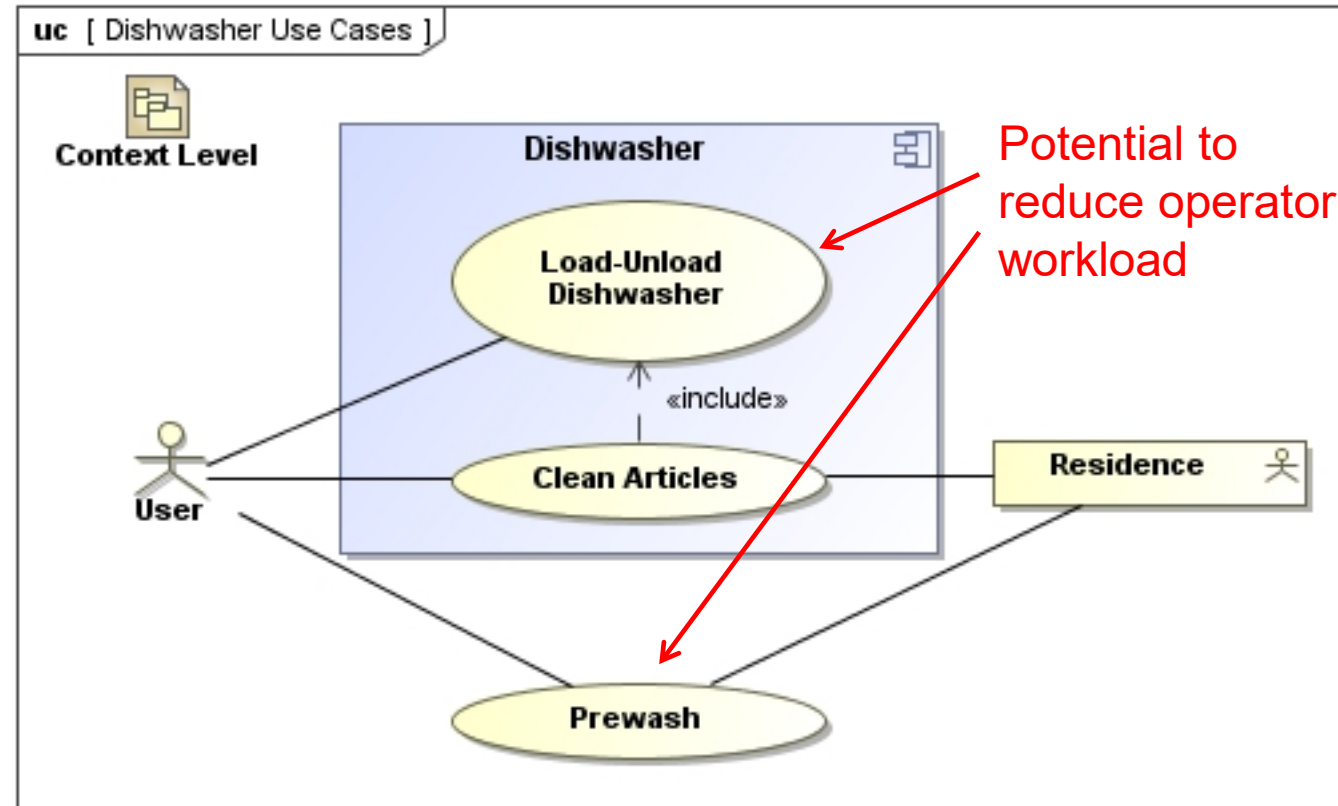 uc [ Dishwasher Use Cases ]
Context Level
Dishwasher
Potential to
reduce operator
workload
Load-Unload
Dishwasher
«include»
Clean Articles
Residence
User
Prewash